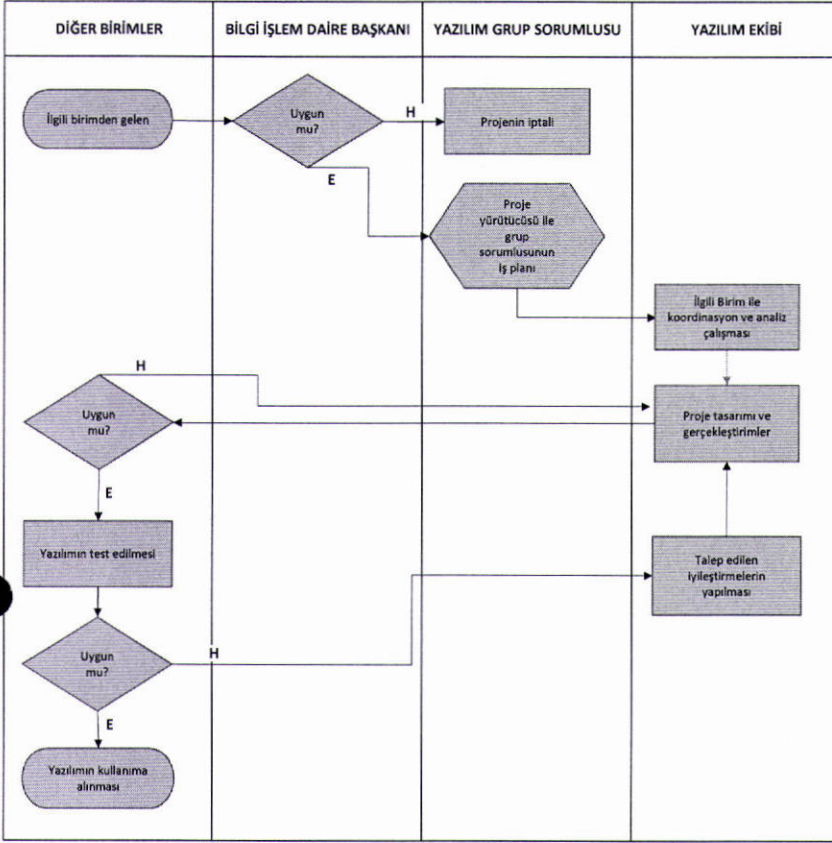 DİĞER BİRİMLER
BİLGİ İŞLEM DAİRE BAŞKANI
YAZILIM GRUP SORUMLUSU
YAZILIM EKİBİ
İlgili birimden gelen
Uygun
mu?
H
Projenin iptali
E
Proje
yürütücüsü ile
grup
sorumlusunun
iş planı
İlgili Birim ile
koordinasyon ve analiz
çalışması
H
Uygun
mu?
Proje tasarımı ve
gerçekleştirimler
E
Yazılımın test edilmesi
Talep edilen
iyileştirmelerin
yapılması
Uygun
mu?
H
E
Yazılımın kullanıma
alınması